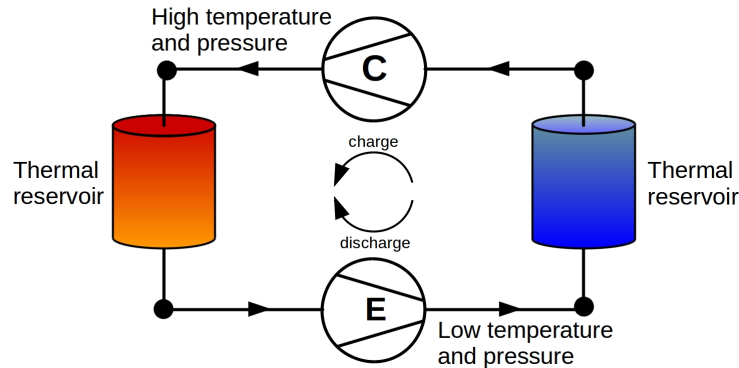 High temperature
and pressure
C
charge
Thermal
reservoir
Thermal
reservoir
discharge
E
Low temperature
and pressure